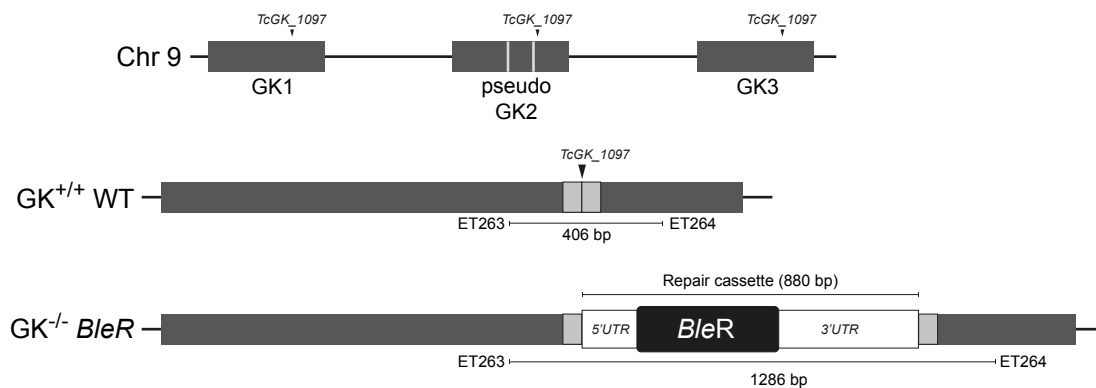 TcGK_1097 TcGK_1097 TcGK_1097
Chr 9
GK1 pseudo GK3
GK2
TcGK_1097
GK+/+ WT
ET263 406 bp ET264
Repair cassette (880 bp)
GK-/- BleR 5'UTR BleR 3'UTR
ET263 1286 bp ET264